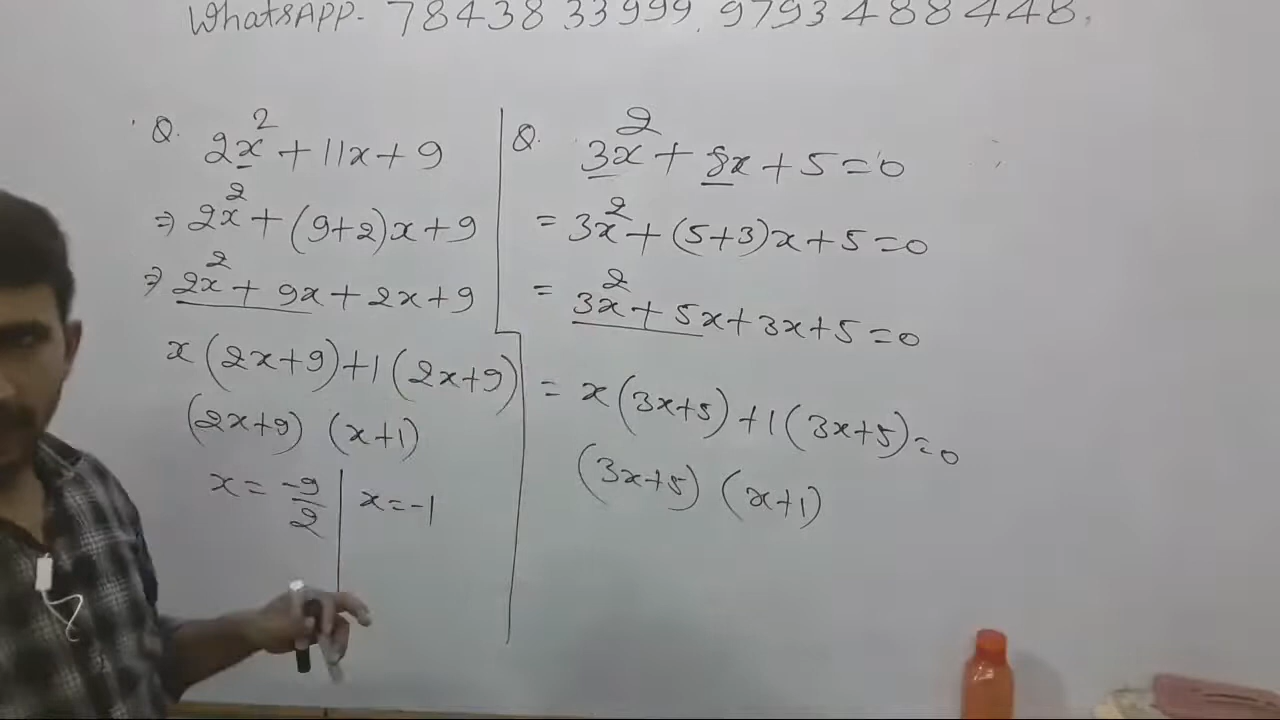 WhatsAPP- 78438 33999, 9793488448.
Q. 2x² + 11x + 9
⇒ 2x² + (9+2)x + 9
⇒ 2x² + 9x + 2x + 9
x(2x+9)+1(2x+9)
(2x+9) (x+1)
x = -9/2 | x = -1
Q. 3x² + 8x + 5 = 0
= 3x² + (5+3)x + 5 = 0
= 3x² + 5x + 3x + 5 = 0
= x(3x+5) + 1(3x+5) = 0
(3x+5) (x+1)